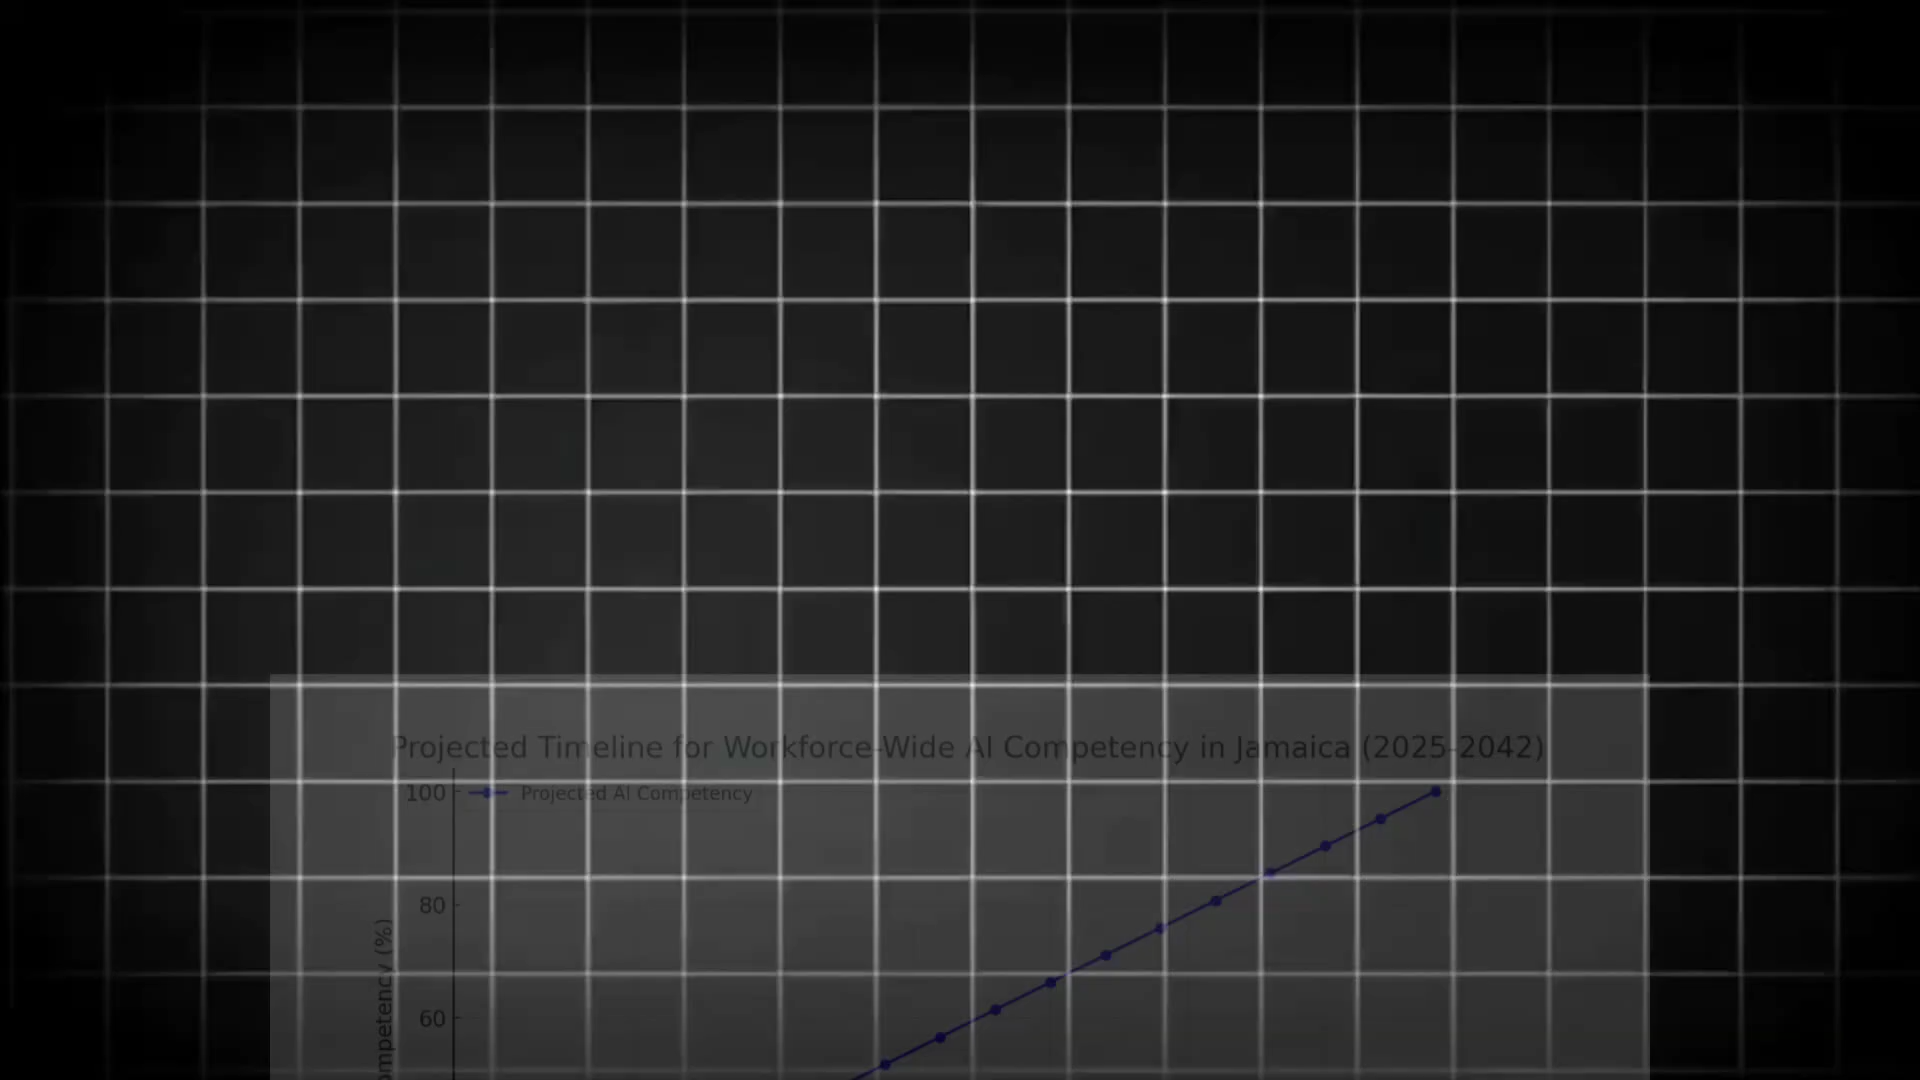 Projected Timeline for Workforce-Wide AI Competency in Jamaica (2025-2042)
100
Projected AI Competency
80
60
(%)